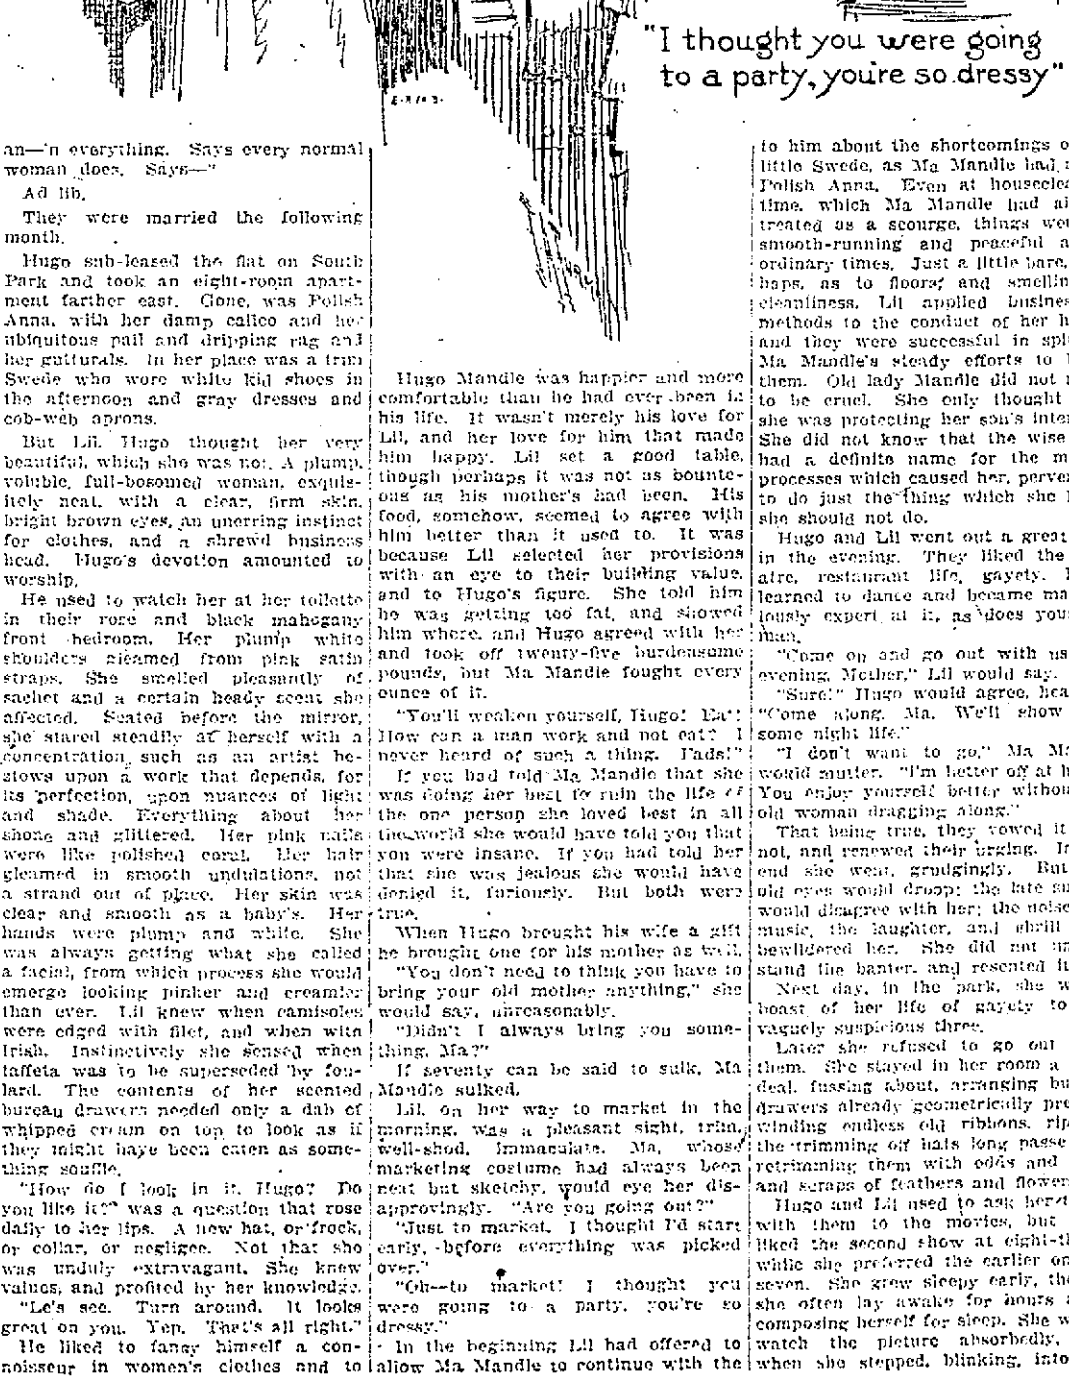 "I thought you were going
to a party, you're so dressy"
an—'n everything. Says every normal
woman does. Says—"
Ad lib.
They were married the following
month.
Hugo sub-leased the flat on South
Park and took an eight-room apart-
ment farther east. Gone, was Polish
Anna, with her damp calico and her
ubiquitous pail and dripping rag and
her gutturals. In her place was a trim
Swede who wore white kid shoes in
the afternoon and gray dresses and
cob-web aprons.
But Lil. Hugo thought her very
beautiful, which she was not. A plump,
voluble, full-bosomed woman, exquis-
itely neat, with a clear, firm skin,
bright brown eyes, an unerring instinct
for clothes, and a shrewd business
head. Hugo's devotion amounted to
worship.
He used to watch her at her toilette
in their rose and black mahogany
front bedroom. Her plump white
shoulders gleamed from pink satin
straps. She smelled pleasantly of
sachet and a certain heady scent she
affected. Seated before the mirror,
she stared steadily at herself with a
concentration such as an artist be-
stows upon a work that depends, for
its perfection, upon nuances of light
and shade. Everything about her
shone and glittered. Her pink nails
were like polished coral. Her hair
gleamed in smooth undulations, not
a strand out of place. Her skin was
clear and smooth as a baby's. Her
hands were plump and white. She
was always getting what she called
a facial, from which process she would
emerge looking pinker and creamier
than ever. Lil knew when camisoles
were edged with filet, and when with
Irish. Instinctively she sensed when
taffeta was to be superseded by fou-
lard. The contents of her scented
bureau drawers needed only a dab of
whipped cream on top to look as if
they might have been eaten as some-
thing souffle.
"How do I look in it, Hugo? Do
you like it?" was a question that rose
daily to her lips. A new hat, or frock,
or collar, or negligee. Not that she
was unduly extravagant. She knew
values, and profited by her knowledge.
"Le's see. Turn around. It looks
great on you. Yep. That's all right."
He liked to fancy himself a con-
noisseur in women's clothes and to
Hugo Mandle was happier and more
comfortable than he had ever been in
his life. It wasn't merely his love for
Lil, and her love for him that made
him happy. Lil set a good table,
though perhaps it was not as bounte-
ous as his mother's had been. His
food, somehow, seemed to agree with
him better than it used to. It was
because Lil selected her provisions
with an eye to their building value,
and to Hugo's figure. She told him
he was getting too fat, and showed
him where, and Hugo agreed with her
and took off twenty-five burdensome
pounds, but Ma Mandle fought every
ounce of it.
"You'll weaken yourself, Hugo! Eat!
How can a man work and not eat? I
never heard of such a thing. Fads!"
If you had told Ma Mandle that she
was doing her best to ruin the life of
the one person she loved best in all
the world she would have told you that
you were insane. If you had told her
that she was jealous she would have
denied it, furiously. But both were
true.
When Hugo brought his wife a gift
he brought one for his mother as well.
"You don't need to think you have to
bring your old mother anything," she
would say, unreasonably.
"Didn't I always bring you some-
thing, Ma?"
If seventy can be said to sulk, Ma
Mandle sulked.
Lil, on her way to market in the
morning, was a pleasant sight, trim,
well-shod, immaculate. Ma, whose
marketing costume had always been
neat but sketchy, would eye her dis-
approvingly. "Are you going out?"
"Just to market. I thought I'd start
early, before everything was picked
over."
"Oh—to market! I thought you
were going to a party, you're so
dressy."
In the beginning Lil had offered to
allow Ma Mandle to continue with the
to him about the shortcomings
little Swede, as Ma Mandle had
Polish Anna. Even at
time, which Ma Mandle had
treated as a scourge, things
smooth-running and peaceful
ordinary times. Just a little bare,
haps, as to floors, and
cleanliness. Lil applied
methods to the conduct of her
and they were successful in
Ma Mandle's steady efforts to
them. Old lady Mandle did not
to be cruel. She only thought
she was protecting her son's
She did not know that the wise
had a definite name for the
processes which caused her,
to do just the thing which she
she should not do.
Hugo and Lil went out a great
in the evening. They liked the
atre, restaurant life, gayety.
learned to dance and became
lously expert at it, as does
man.
"Come on and go out with us
evening, Mother," Lil would say.
"Sure!" Hugo would agree,
"Come along, Ma. We'll show
some night life."
"I don't want to go," Ma
would mutter. "I'm better off at
You enjoy yourself better
old woman dragging along."
That being true, they vowed it
not, and renewed their urging.
end she went, grudgingly. But
old eyes would droop; the late
would disagree with her; the noise
music, the laughter, and shrill
bewildered her. She did not
stand the banter, and resented it
Next day, in the park, she
boast of her life of gayety to
vaguely suspicious three.
Later she refused to go out
them. She stayed in her room a
deal, fussing about, arranging
drawers already geometrically
winding endless old ribbons,
the trimming off hats long passe
retrimming them with odds and
and scraps of feathers and
Hugo and Lil used to ask her
with them to the movies, but
liked the second show at
while she preferred the earlier
seven. She grew sleepy early,
she often lay awake for hours
composing herself for sleep. She
watch the picture absorbedly,
when she stepped, blinking, into